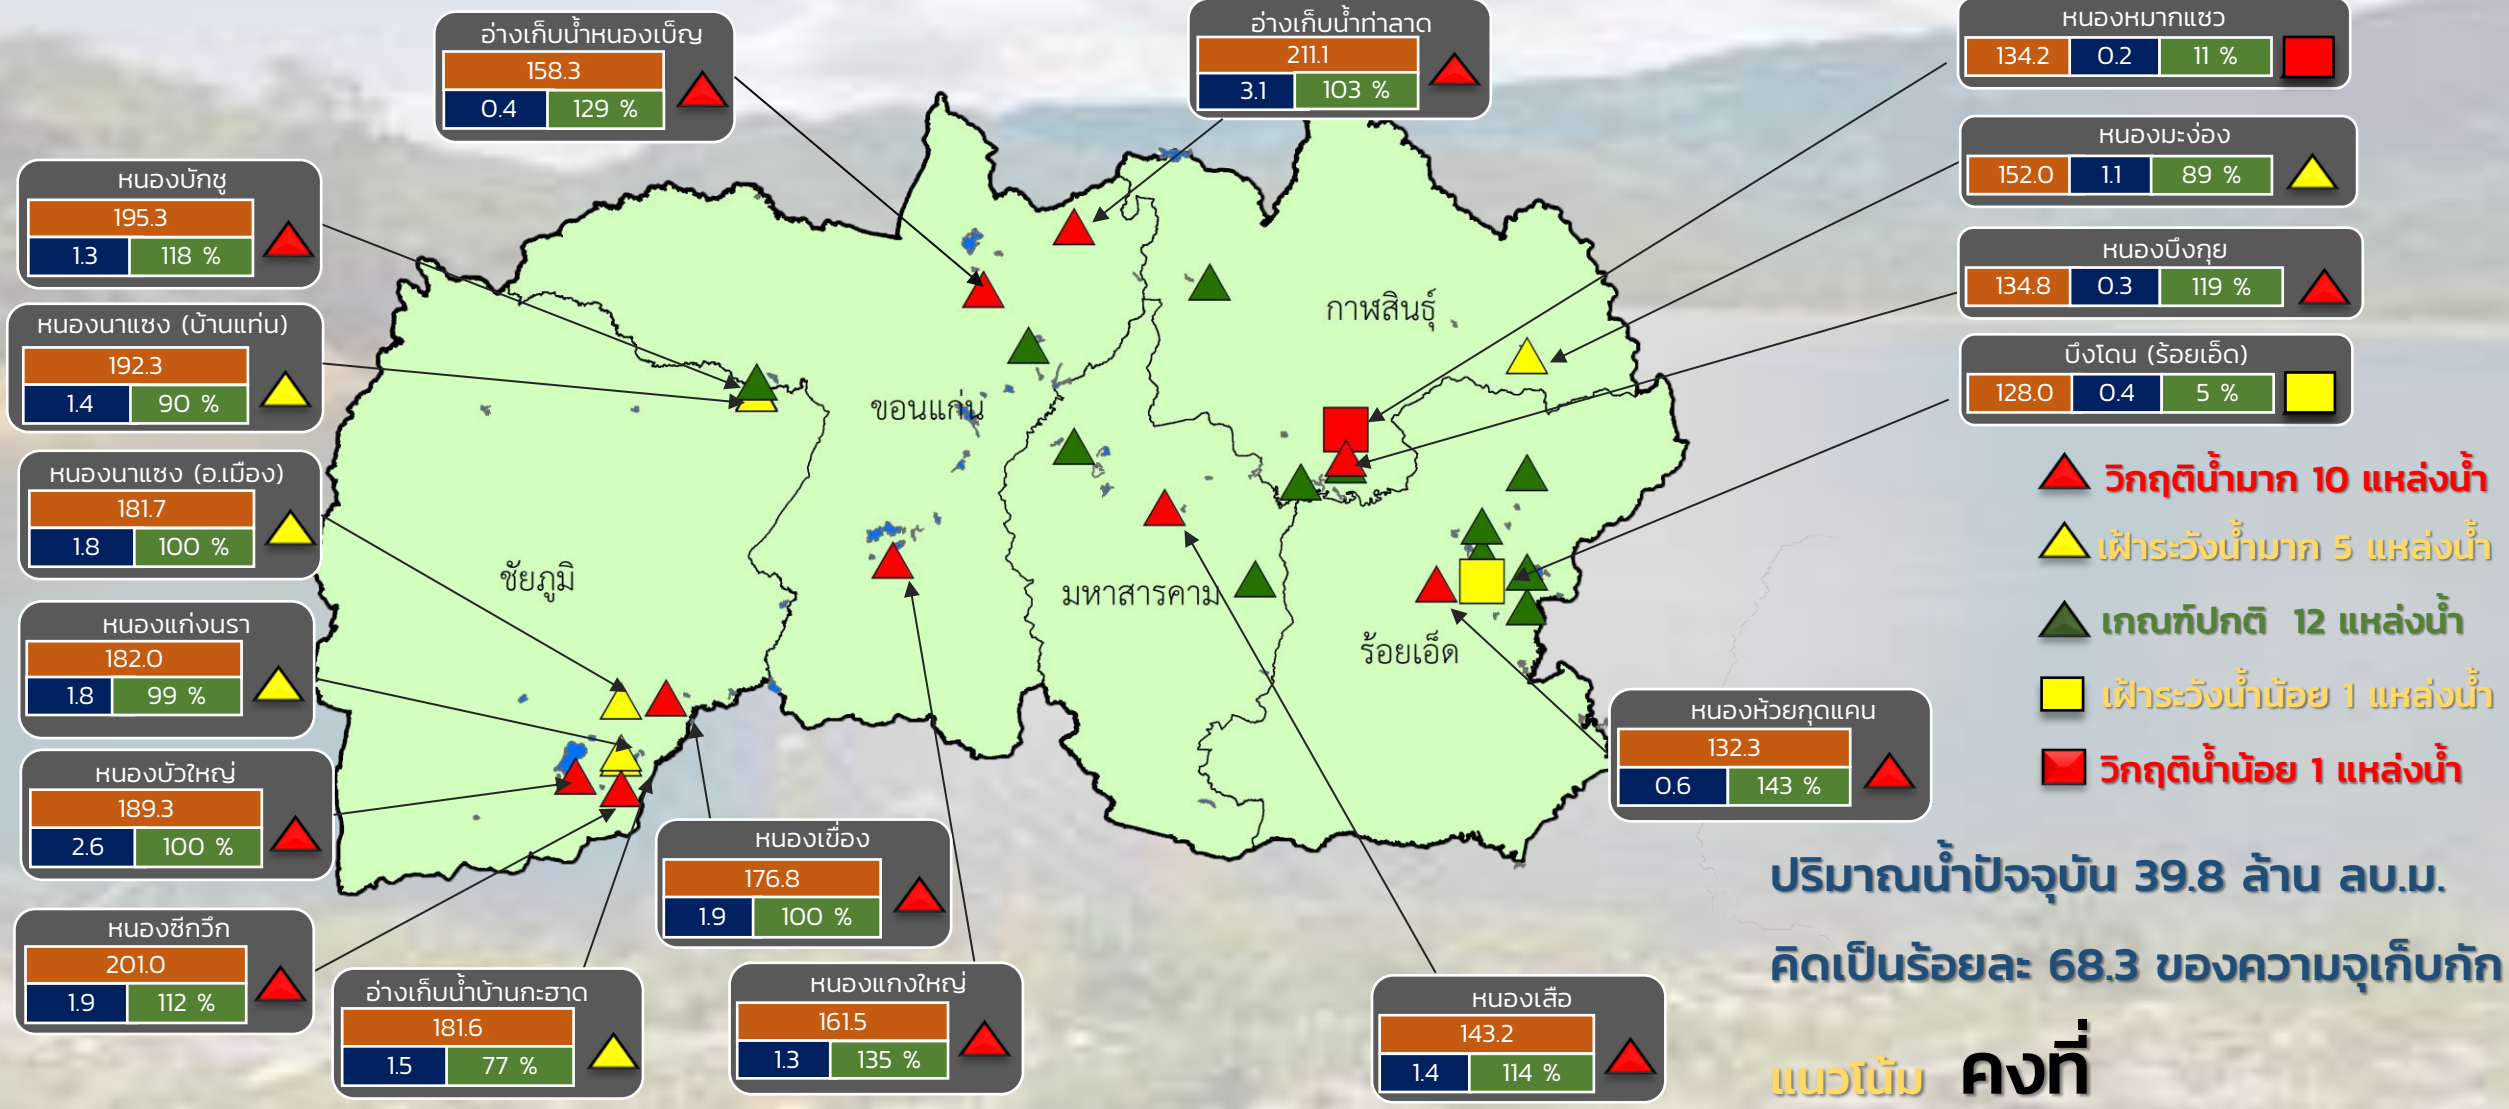 อ่างเก็บน้ำหนองเบ็ญ
158.3
0.4 129 %
อ่างเก็บน้ำท่าลาด
211.1
3.1 103 %
หนองหมากแซว
134.2 0.2 11 %
หนองมะง่อง
152.0 1.1 89 %
หนองบึงกุย
134.8 0.3 119 %
บึงโดน (ร้อยเอ็ด)
128.0 0.4 5 %
หนองบักชู
195.3
1.3 118 %
หนองนาแซง (บ้านแท่น)
192.3
1.4 90 %
หนองนาแซง (อ.เมือง)
181.7
1.8 100 %
หนองแก่งนรา
182.0
1.8 99 %
หนองบัวใหญ่
189.3
2.6 100 %
หนองซีกวึก
201.0
1.9 112 %
อ่างเก็บน้ำบ้านกะฮาด
181.6
1.5 77 %
หนองเขื่อง
176.8
1.9 100 %
หนองแกงใหญ่
161.5
1.3 135 %
หนองเสือ
143.2
1.4 114 %
หนองห้วยกุดแคน
132.3
0.6 143 %
กาฬสินธุ์
ขอนแก่น
ชัยภูมิ
มหาสารคาม
ร้อยเอ็ด
วิกฤติน้ำมาก 10 แหล่งน้ำ
เฝ้าระวังน้ำมาก 5 แหล่งน้ำ
เกณฑ์ปกติ 12 แหล่งน้ำ
เฝ้าระวังน้ำน้อย 1 แหล่งน้ำ
วิกฤติน้ำน้อย 1 แหล่งน้ำ
ปริมาณน้ำปัจจุบัน 39.8 ล้าน ลบ.ม.
คิดเป็นร้อยละ 68.3 ของความจุเก็บกัก
แนวโน้ม คงที่